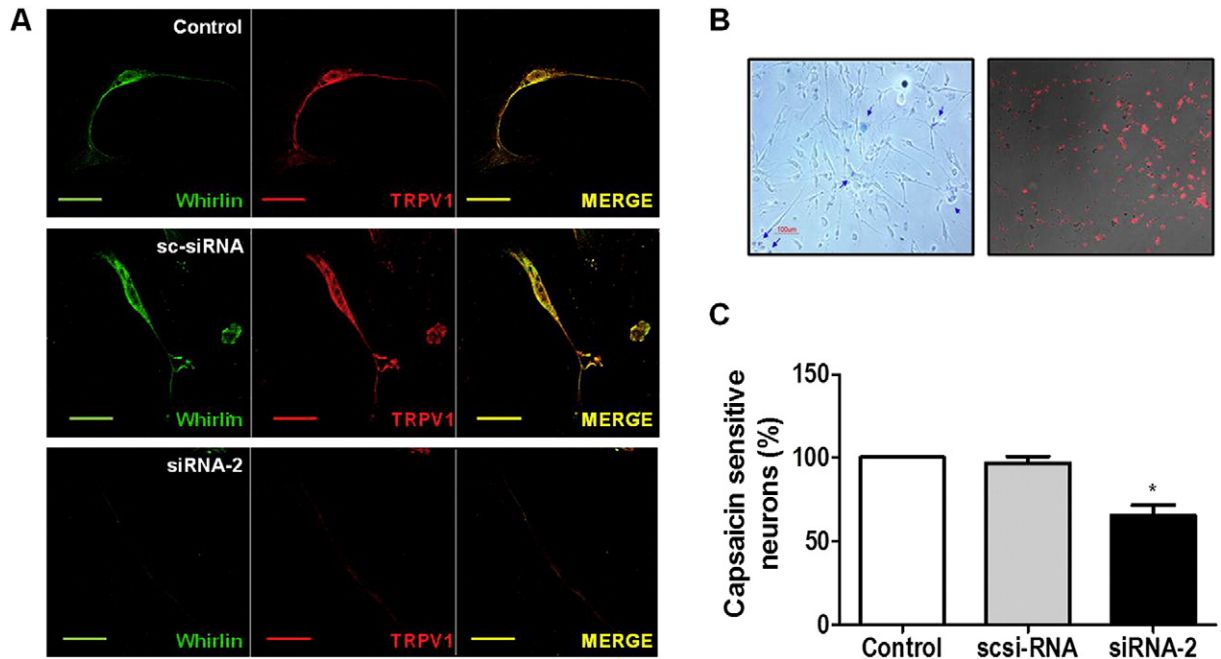 A
Control
Whirlin
TRPV1
MERGE
sc-siRNA
Whirlin
TRPV1
MERGE
siRNA-2
Whirlin
TRPV1
MERGE
B
100um
C
Capsaicin sensitive
neurons (%)
150
100
50
0
*
Control
scsi-RNA
siRNA-2